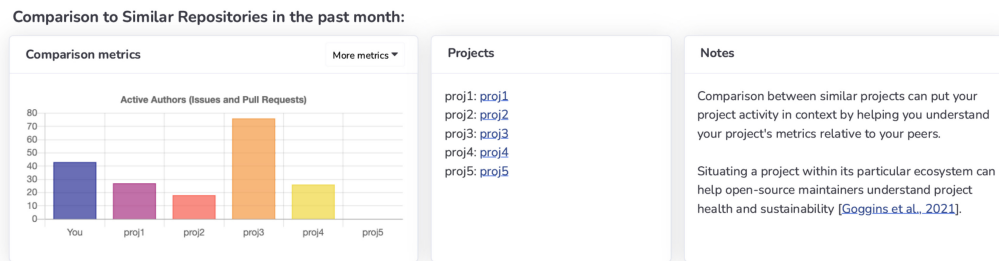 Comparison to Similar Repositories in the past month:
Comparison metrics
More metrics
Active Authors (Issues and Pull Requests)
80
70
60
50
40
30
20
10
0
You proj1 proj2 proj3 proj4 proj5
Projects
proj1: proj1
proj2: proj2
proj3: proj3
proj4: proj4
proj5: proj5
Notes
Comparison between similar projects can put your
project activity in context by helping you understand
your project's metrics relative to your peers.
Situating a project within its particular ecosystem can
help open-source maintainers understand project
health and sustainability [Goggins et al., 2021].